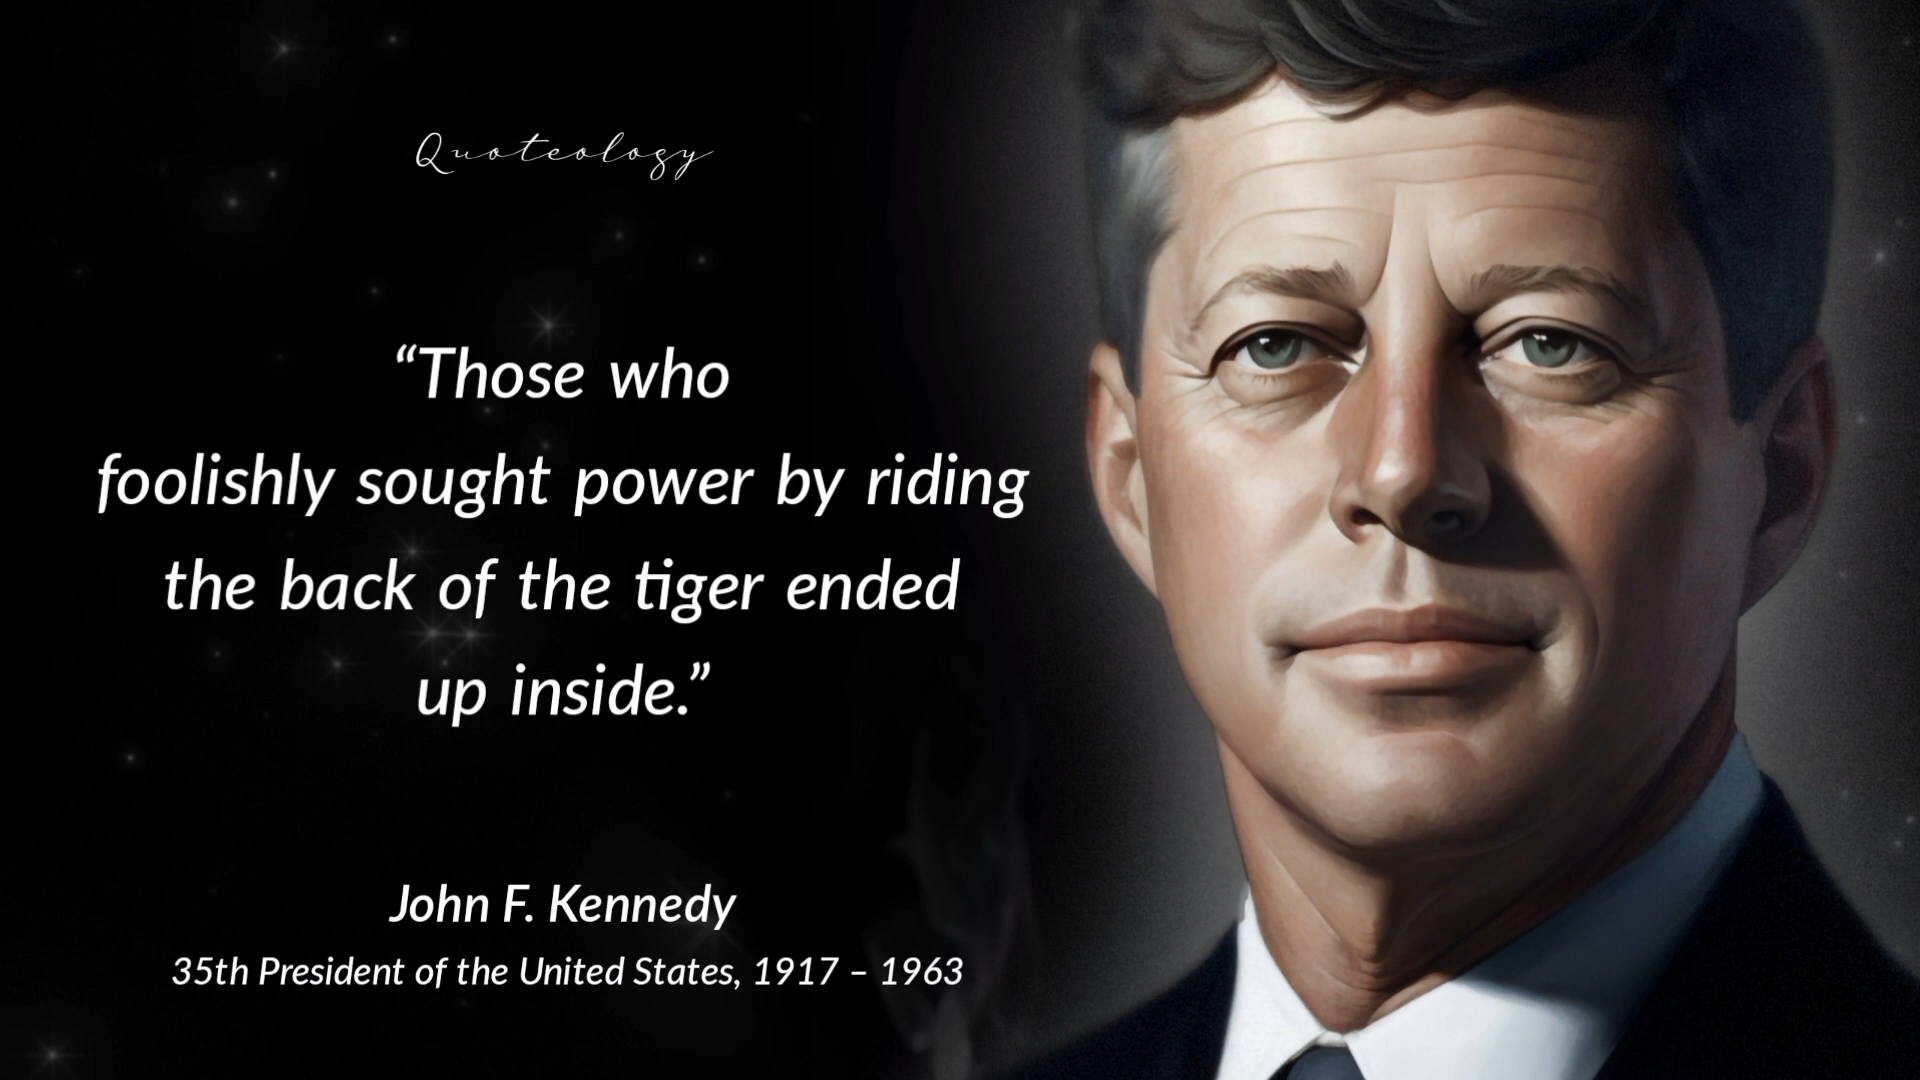 Quoteology
“Those who
foolishly sought power by riding
the back of the tiger ended
up inside.”
John F. Kennedy
35th President of the United States, 1917 – 1963